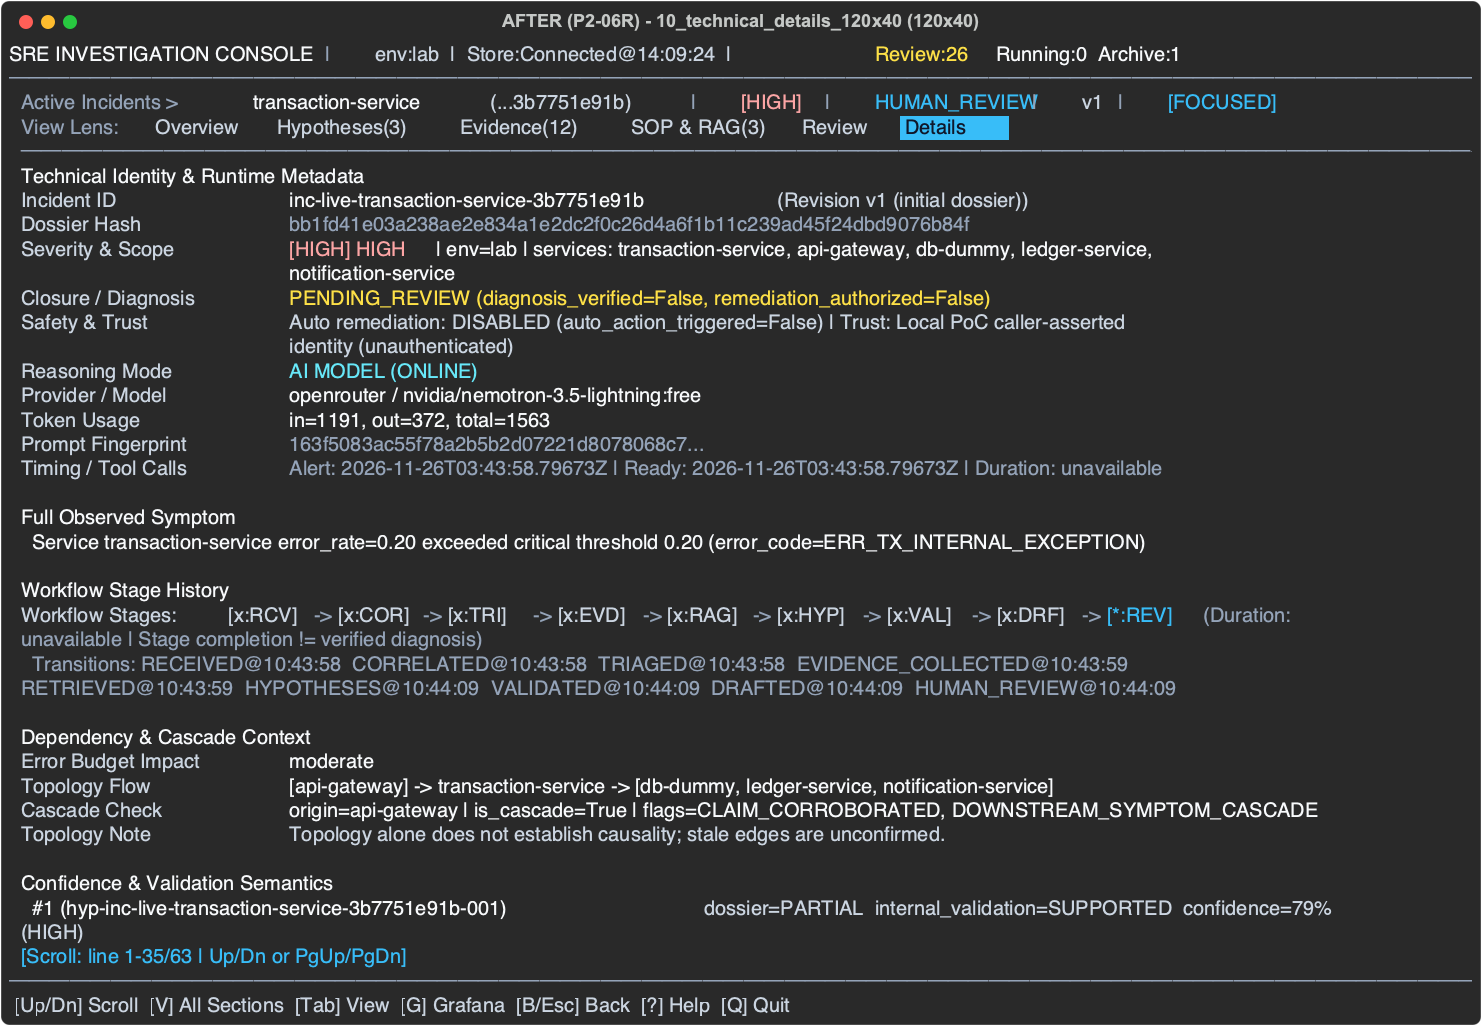 AFTER (P2-06R) - 10_technical_details_120x40 (120x40)
SRE INVESTIGATION CONSOLE | env:lab | Store:Connected@14:09:24 | Review:26 Running:0 Archive:1
Active Incidents > transaction-service (...3b7751e91b) | [HIGH] | HUMAN_REVIEW v1 | [FOCUSED]
View Lens: Overview Hypotheses(3) Evidence(12) SOP & RAG(3) Review Details
Technical Identity & Runtime Metadata
Incident ID inc-live-transaction-service-3b7751e91b (Revision v1 (initial dossier))
Dossier Hash bb1fd41e03a238ae2e834a1e2dc2f0c26d4a6f1b11c239ad45f24dbd9076b84f
Severity & Scope [HIGH] HIGH | env=lab | services: transaction-service, api-gateway, db-dummy, ledger-service,
notification-service
Closure / Diagnosis PENDING_REVIEW (diagnosis_verified=False, remediation_authorized=False)
Safety & Trust Auto remediation: DISABLED (auto_action_triggered=False) | Trust: Local PoC caller-asserted
identity (unauthenticated)
Reasoning Mode AI MODEL (ONLINE)
Provider / Model openrouter / nvidia/nemotron-3.5-lightning:free
Token Usage in=1191, out=372, total=1563
Prompt Fingerprint 163f5083ac55f78a2b5b2d07221d8078068c7...
Timing / Tool Calls Alert: 2026-11-26T03:43:58.79673Z | Ready: 2026-11-26T03:43:58.79673Z | Duration: unavailable
Full Observed Symptom
Service transaction-service error_rate=0.20 exceeded critical threshold 0.20 (error_code=ERR_TX_INTERNAL_EXCEPTION)
Workflow Stage History
Workflow Stages: [x:RCV] -> [x:COR] -> [x:TRI] -> [x:EVD] -> [x:RAG] -> [x:HYP] -> [x:VAL] -> [x:DRF] -> [*:REV] (Duration:
unavailable | Stage completion != verified diagnosis)
Transitions: RECEIVED@10:43:58 CORRELATED@10:43:58 TRIAGED@10:43:58 EVIDENCE_COLLECTED@10:43:59
RETRIEVED@10:43:59 HYPOTHESES@10:44:09 VALIDATED@10:44:09 DRAFTED@10:44:09 HUMAN_REVIEW@10:44:09
Dependency & Cascade Context
Error Budget Impact moderate
Topology Flow [api-gateway] -> transaction-service -> [db-dummy, ledger-service, notification-service]
Cascade Check origin=api-gateway | is_cascade=True | flags=CLAIM_CORROBORATED, DOWNSTREAM_SYMPTOM_CASCADE
Topology Note Topology alone does not establish causality; stale edges are unconfirmed.
Confidence & Validation Semantics
#1 (hyp-inc-live-transaction-service-3b7751e91b-001) dossier=PARTIAL internal_validation=SUPPORTED confidence=79%
(HIGH)
[Scroll: line 1-35/63 | Up/Dn or PgUp/PgDn]
[Up/Dn] Scroll [V] All Sections [Tab] View [G] Grafana [B/Esc] Back [?] Help [Q] Quit